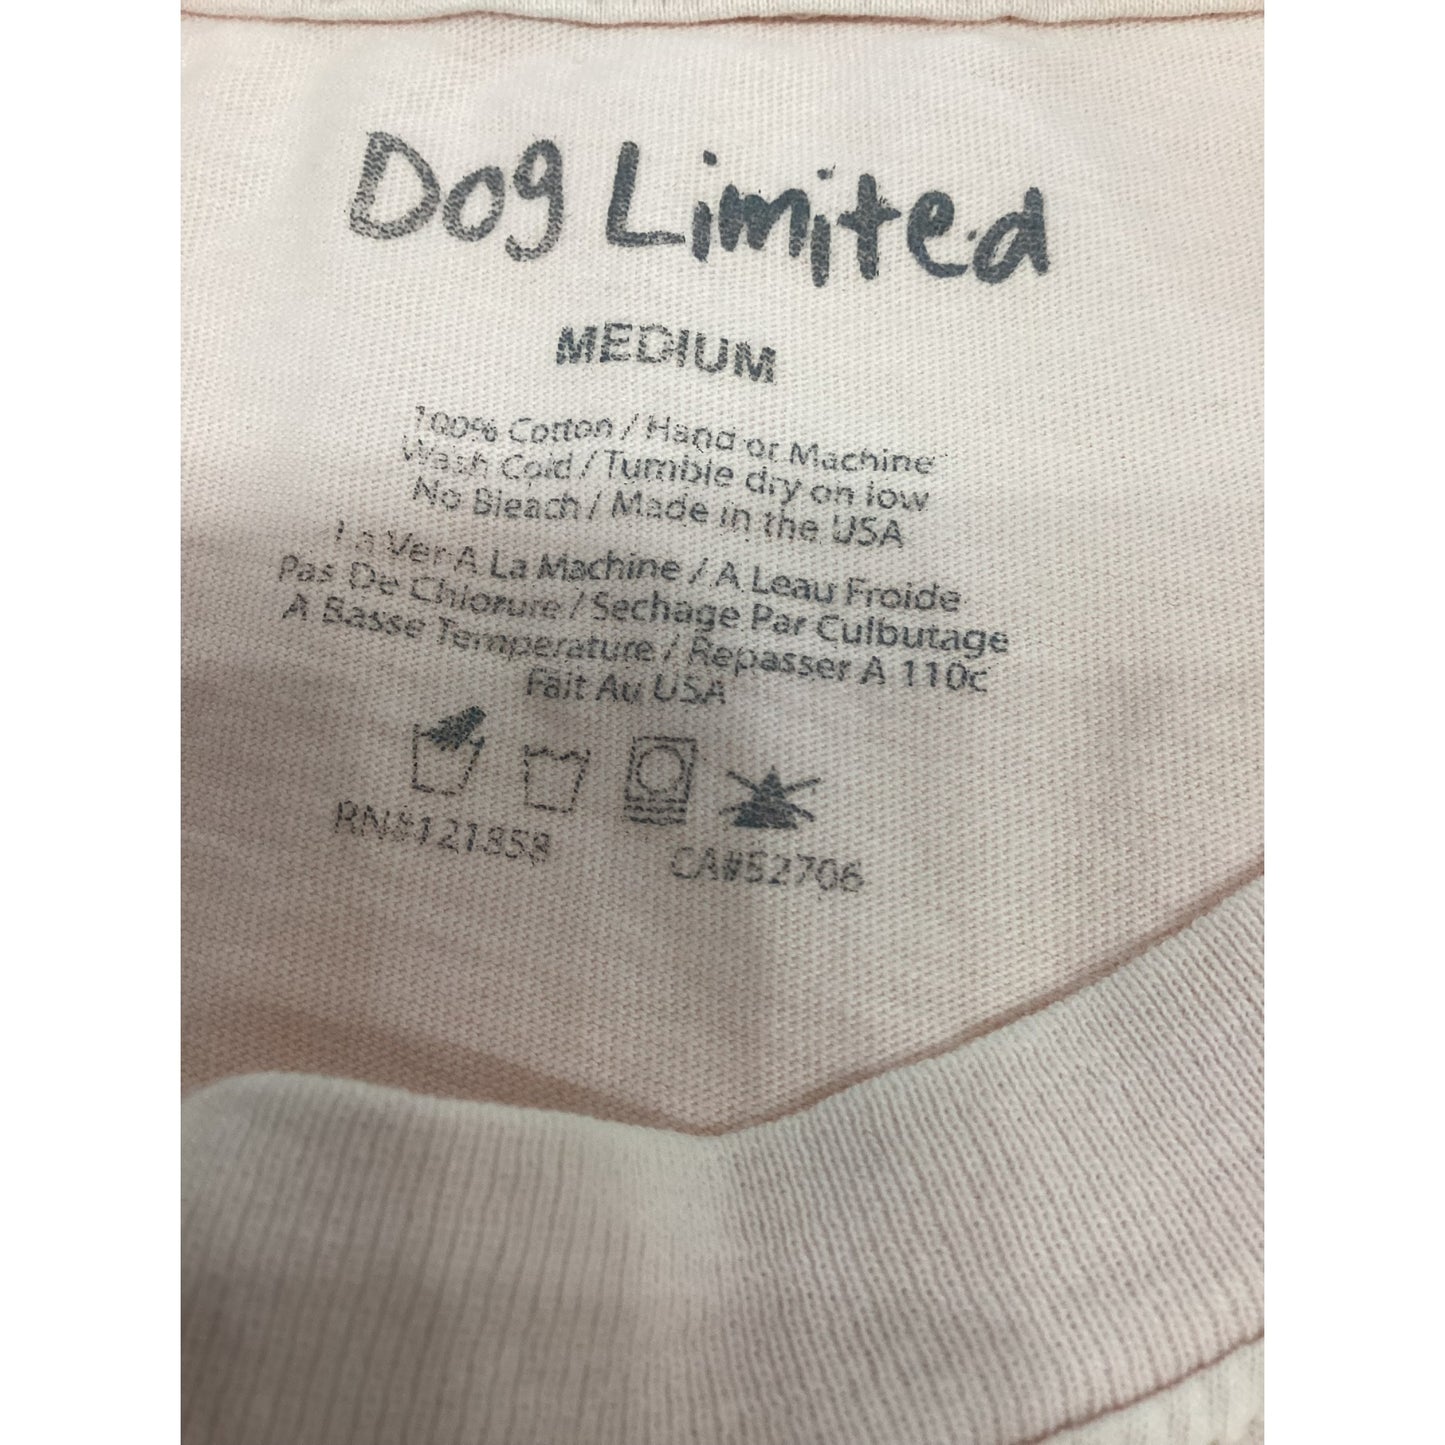 Dog Limited
MEDIUM
100% Cotton / Hand or Machine
Wash Cold / Tumble dry on low
No Bleach / Made in the USA
La Ver A La Machine / A Leau Froide
Pas De Chlorure / Sechage Par Culbutage
A Basse Temperature / Repasser A 110c
Fait Au USA
RN#121858 CA#52706